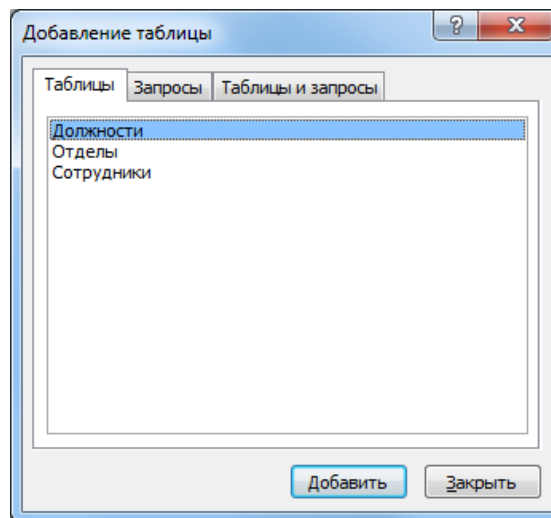 Добавление таблицы
?
Таблицы Запросы Таблицы и запросы
Должности
Отделы
Сотрудники
Добавить Закрыть